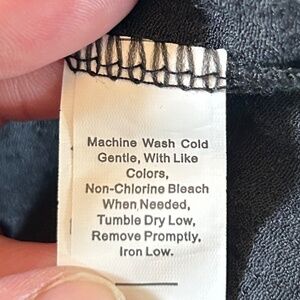 Machine Wash Cold
Gentle, With Like
Colors,
Non-Chlorine Bleach
When Needed,
Tumble Dry Low,
Remove Promptly,
Iron Low.